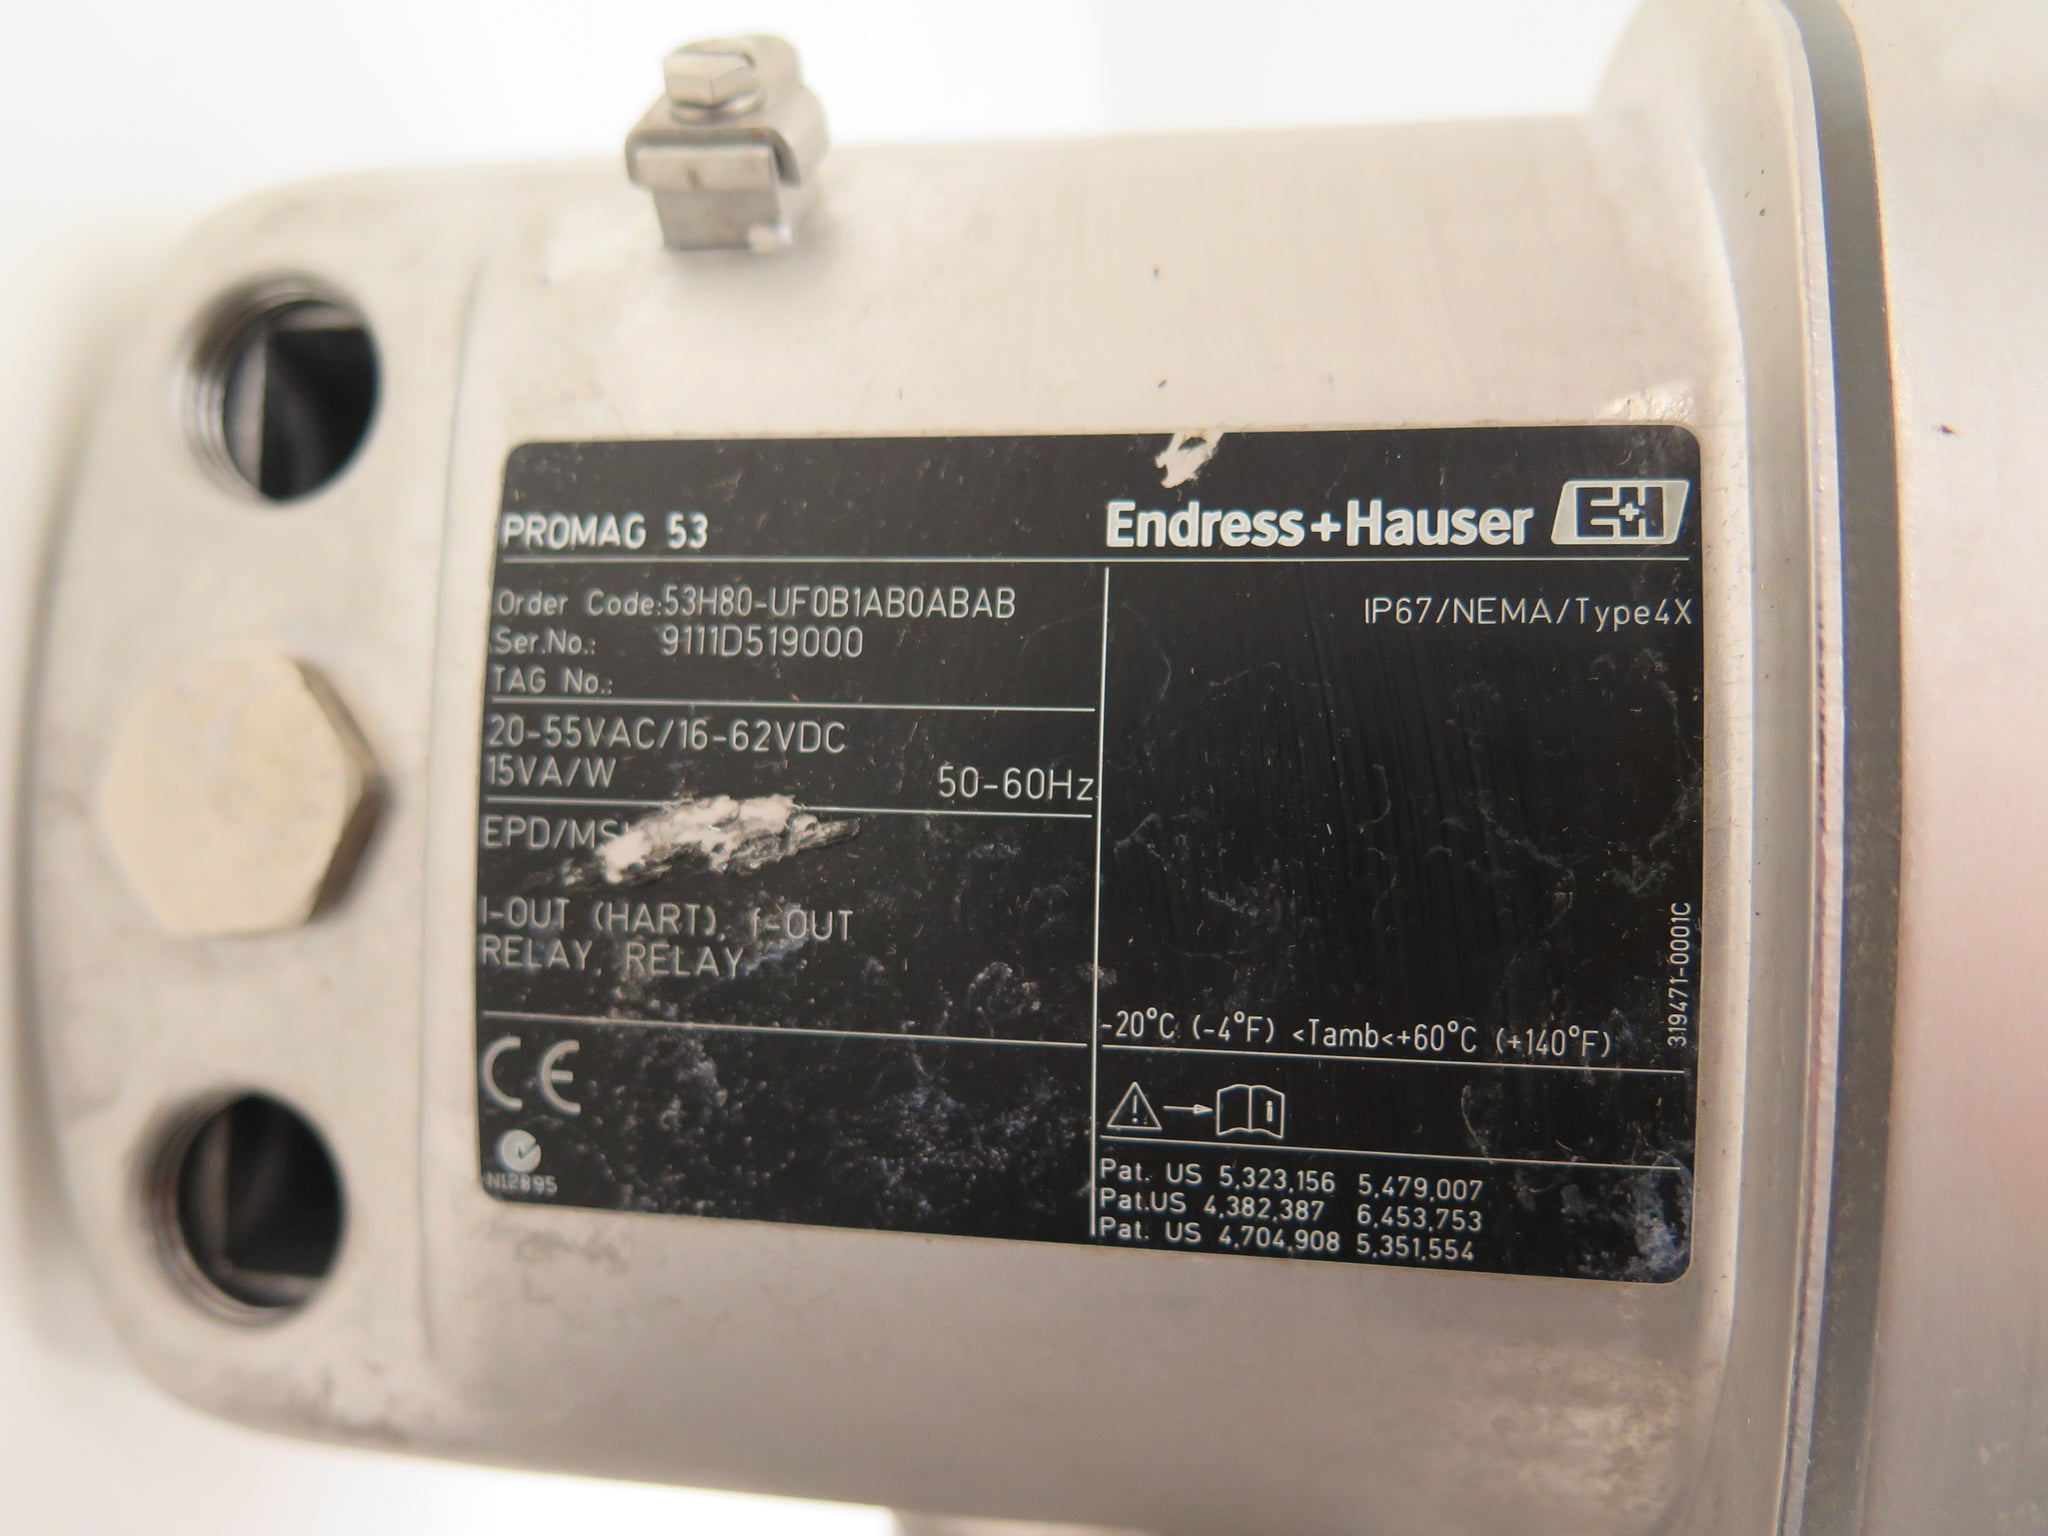 PROMAG 53
Endress+Hauser E+H
Order Code:53H80-UF0B1AB0ABAB
Ser.No.: 9111D519000
TAG No.:
20-55VAC/16-62VDC
15VA/W
50-60Hz
I-OUT (HART), f-OUT
RELAY, RELAY
CE
N12895
IP67/NEMA/Type4X
319471-0001C
-20°C (-4°F) <Tamb<+60°C (+140°F)
i
Pat. US 5,323,156 5,479,007
Pat.US 4,382,387 6,453,753
Pat. US 4,704,908 5,351,554